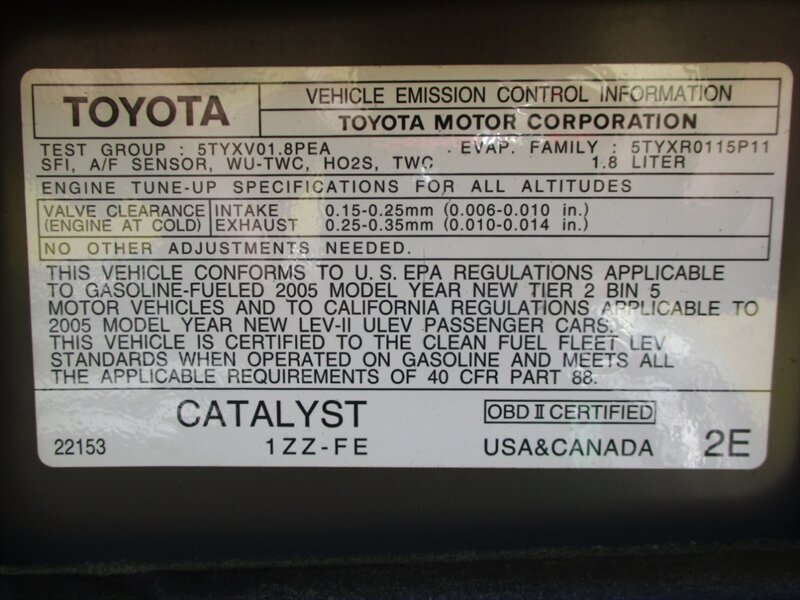 TOYOTA
VEHICLE EMISSION CONTROL INFORMATION
TOYOTA MOTOR CORPORATION
TEST GROUP : 5TYXV01.8PEA . EVAP. FAMILY : 5TYXR0115P11
SFI, A/F SENSOR, WU-TWC, HO2S, TWC 1.8 LITER
ENGINE TUNE-UP SPECIFICATIONS FOR ALL ALTITUDES
VALVE CLEARANCE INTAKE 0.15-0.25mm (0.006-0.010 in.)
(ENGINE AT COLD) EXHAUST 0.25-0.35mm (0.010-0.014 in.)
NO OTHER ADJUSTMENTS NEEDED.
THIS VEHICLE CONFORMS TO U.S.EPA REGULATIONS APPLICABLE
TO GASOLINE-FUELED 2005 MODEL YEAR NEW TIER 2 BIN 5
MOTOR VEHICLES AND TO CALIFORNIA REGULATIONS APPLICABLE TO
2005 MODEL YEAR NEW LEV-II ULEV PASSENGER CARS.
THIS VEHICLE IS CERTIFIED TO THE CLEAN FUEL FLEET LEV
STANDARDS WHEN OPERATED ON GASOLINE AND MEETS ALL
THE APPLICABLE REQUIREMENTS OF 40 CFR PART 88.
CATALYST OBD II CERTIFIED
22153 1ZZ-FE USA&CANADA 2E